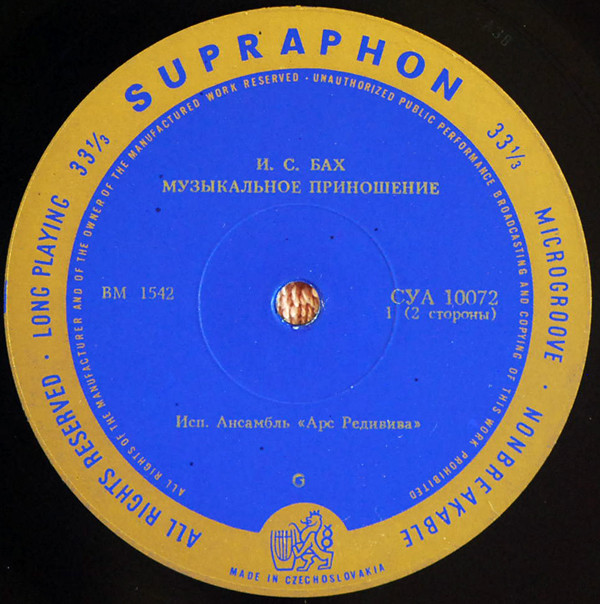 SUPRAPHON
33⅓
33⅓
LONG PLAYING
MICROGROOVE
ALL RIGHTS RESERVED
NONBREAKABLE
ALL RIGHTS OF THE MANUFACTURER AND OF THE OWNER OF THE MANUFACTURED WORK RESERVED · UNAUTHORIZED PUBLIC PERFORMANCE BROADCASTING AND COPYING OF THIS WORK PROHIBITED
И. С. БАХ
МУЗЫКАЛЬНОЕ ПРИНОШЕНИЕ
ВМ 1542
СУА 10072
1 (2 стороны)
Исп. Ансамбль «Арс Редивива»
G
MADE IN CZECHOSLOVAKIA